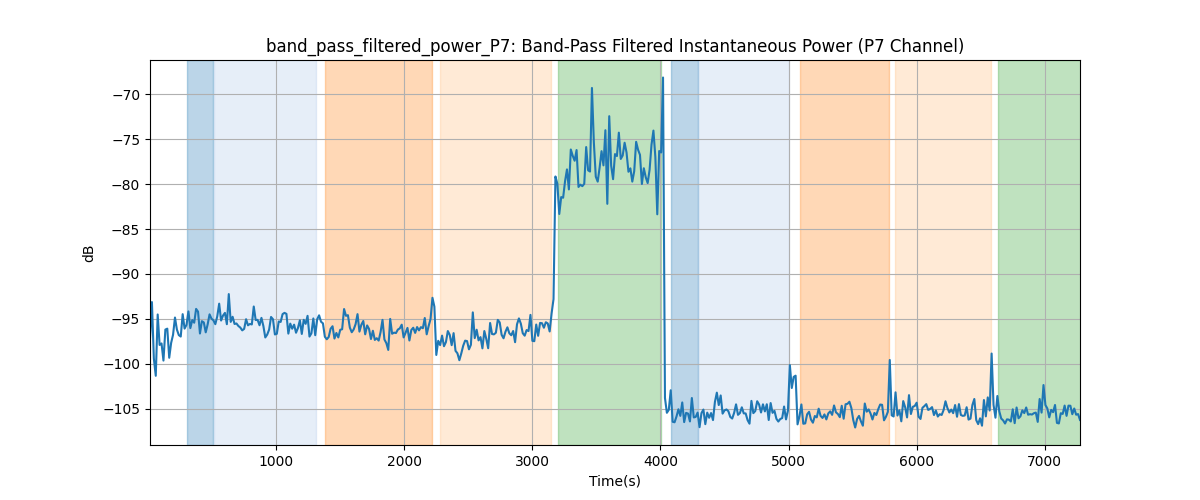 band_pass_filtered_power_P7: Band-Pass Filtered Instantaneous Power (P7 Channel)
−70
−75
−80
−85
−90
−95
−100
−105
dB
1000 2000 3000 4000 5000 6000 7000
Time(s)